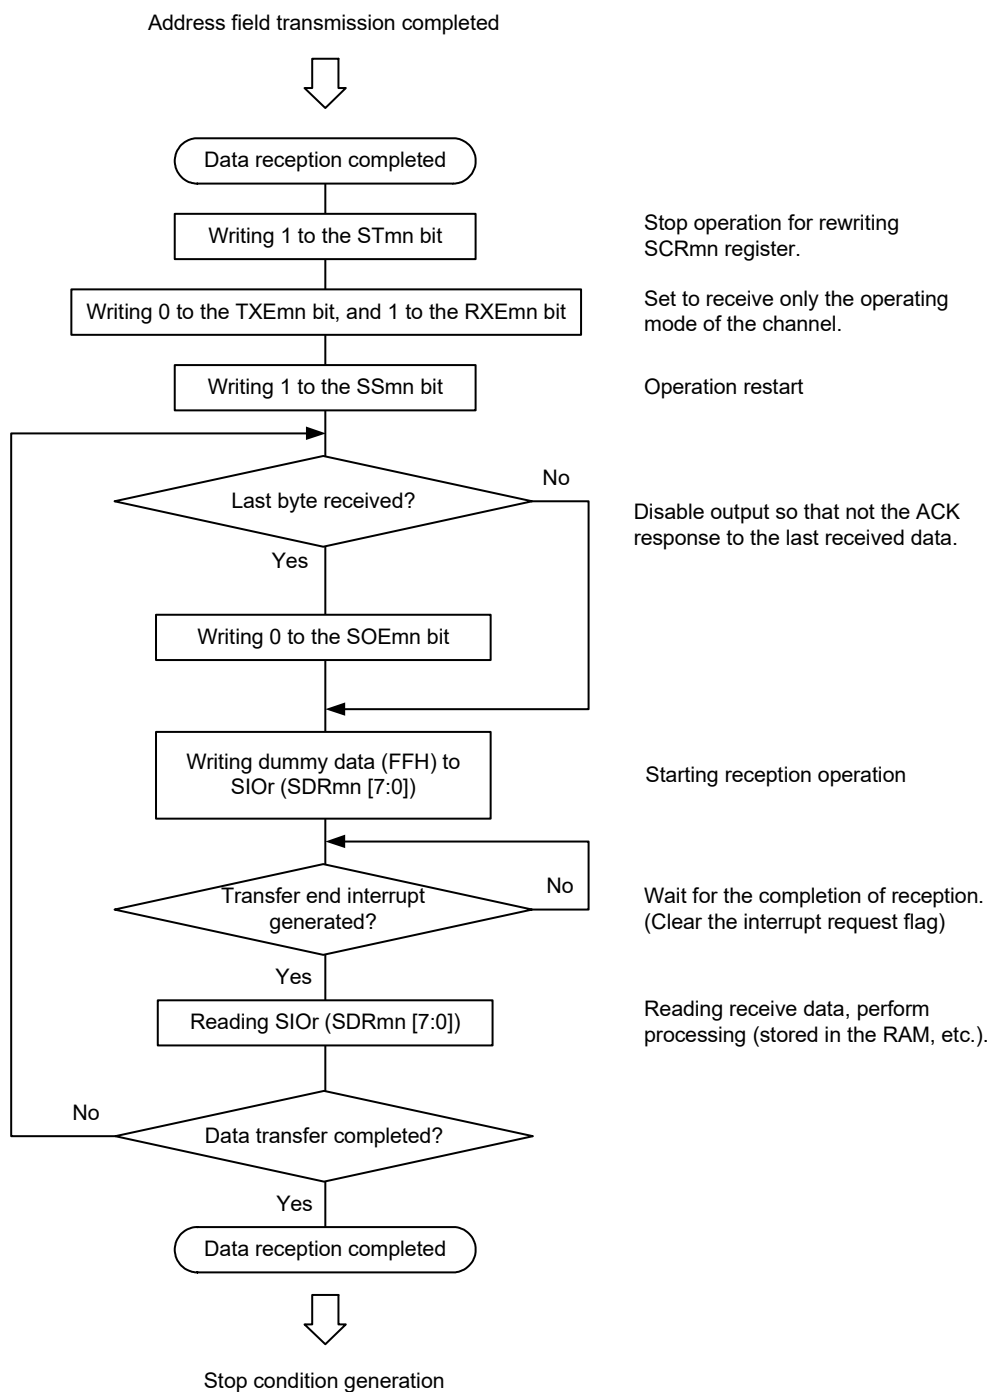 Address field transmission completed
Data reception completed
Writing 1 to the STmn bit
Stop operation for rewriting
SCRmn register.
Writing 0 to the TXEmn bit, and 1 to the RXEmn bit
Set to receive only the operating
mode of the channel.
Writing 1 to the SSmn bit
Operation restart
Last byte received?
No
Disable output so that not the ACK
response to the last received data.
Yes
Writing 0 to the SOEmn bit
Writing dummy data (FFH) to
SIOr (SDRmn [7:0])
Starting reception operation
Transfer end interrupt
generated?
No
Wait for the completion of reception.
(Clear the interrupt request flag)
Yes
Reading SIOr (SDRmn [7:0])
Reading receive data, perform
processing (stored in the RAM, etc.).
No
Data transfer completed?
Yes
Data reception completed
Stop condition generation